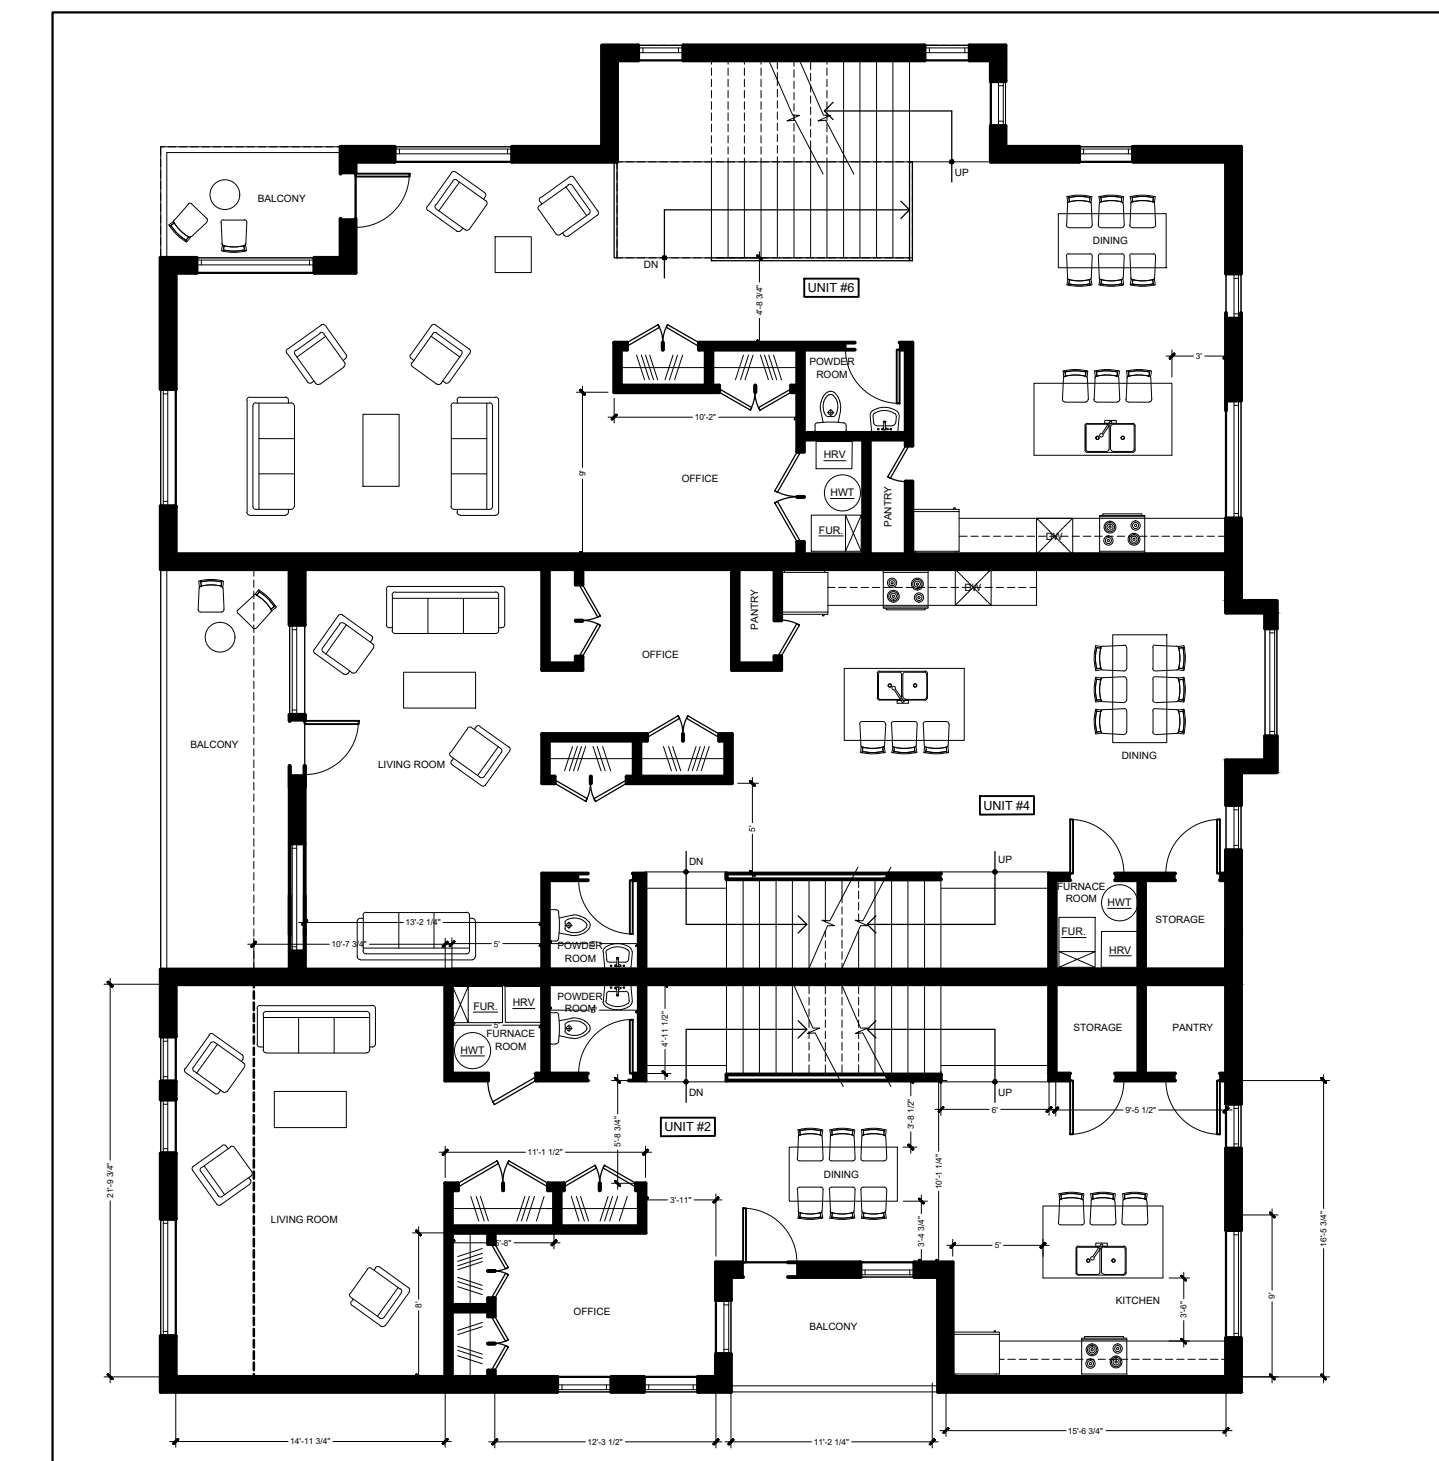 BALCONY
UP
DINING
DN
UNIT #6
4'-8 3/4"
POWDER
ROOM
3'
10'-2"
9'
OFFICE
HRV
HWT
FUR.
PANTRY
DW
PANTRY
DW
OFFICE
BALCONY
LIVING ROOM
DINING
UNIT #4
5'
DN
UP
FURNACE
ROOM
HWT
FUR.
HRV
STORAGE
13'-2 1/4"
10'-7 3/4"
5'
POWDER
ROOM
FUR.
HRV
POWDER
ROOM
5'
FURNACE
ROOM
HWT
4'-11 1/2"
STORAGE
PANTRY
DN
UP
6'
9'-5 1/2"
UNIT #2
5'-8 3/4"
3'-8 1/2"
11'-1 1/2"
10'-1 1/4"
DINING
21'-9 3/4"
16'-5 3/4"
3'-11"
LIVING ROOM
3'-4 3/4"
5'
5'-8"
8'
OFFICE
BALCONY
KITCHEN
3'-6"
9'
14'-11 3/4"
12'-3 1/2"
11'-2 1/4"
15'-6 3/4"